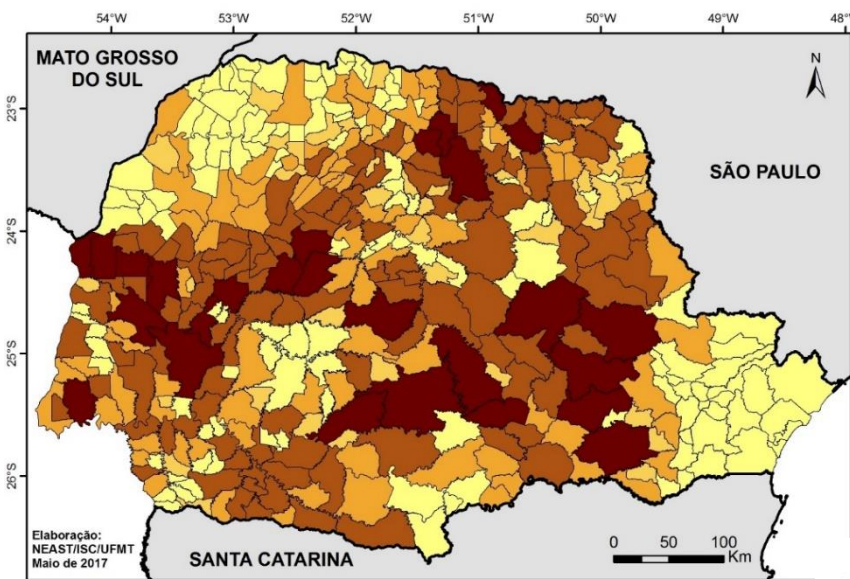 54°W 53°W 52°W 51°W 50°W 49°W 48°W
MATO GROSSO
DO SUL
N
23°S
SÃO PAULO
24°S
25°S
26°S
Elaboração:
NEAST/ISC/UFMT
Maio de 2017
SANTA CATARINA
0 50 100
Km